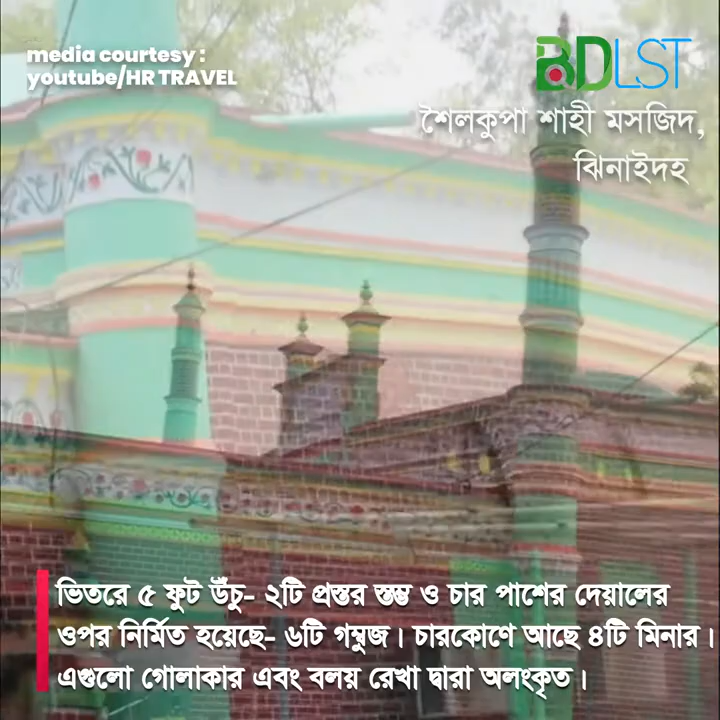 media courtesy :
youtube/HR TRAVEL
BDLST
শৈলকুপা শাহী মসজিদ,
ঝিনাইদহ
ভিতরে ৫ ফুট উঁচু- ২টি প্রস্তর স্তম্ভ ও চার পাশের দেয়ালের
ওপর নির্মিত হয়েছে- ৬টি গম্বুজ। চারকোণে আছে ৪টি মিনার।
এগুলো গোলাকার এবং বলয় রেখা দ্বারা অলংকৃত।